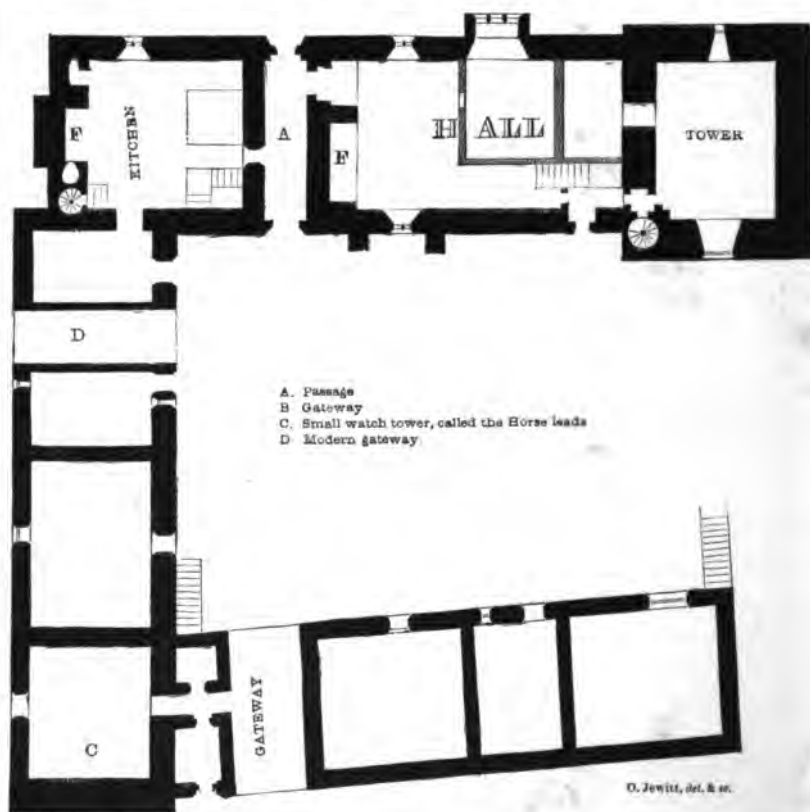 F
KITCHEN
A
F
HALL
TOWER
D
A. Passage
B Gateway
C. Small watch tower, called the Horse leads
D Modern gateway
GATEWAY
C
O. Jewitt, del. & sc.